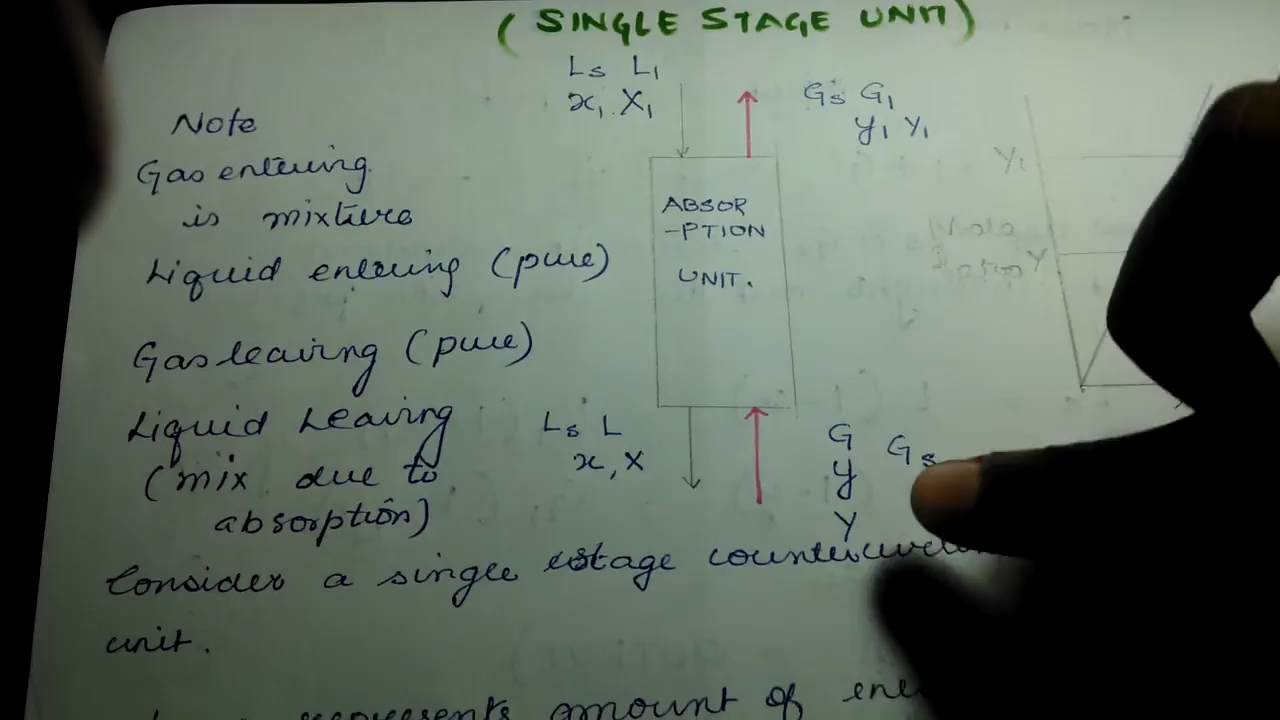 ( SINGLE STAGE UNIT)
Ls L1
x1, X1
Gs G1
y1 Y1
Note
Gas entering
is mixture
Liquid entering (pure)
Gas leaving (pure)
Liquid Leaving
(mix due to
absorption)
ABSOR
-PTION
UNIT.
Y1
Y
Ls L
x, X
G Gs
y
Y
Consider a single stage
unit.
represents amount of